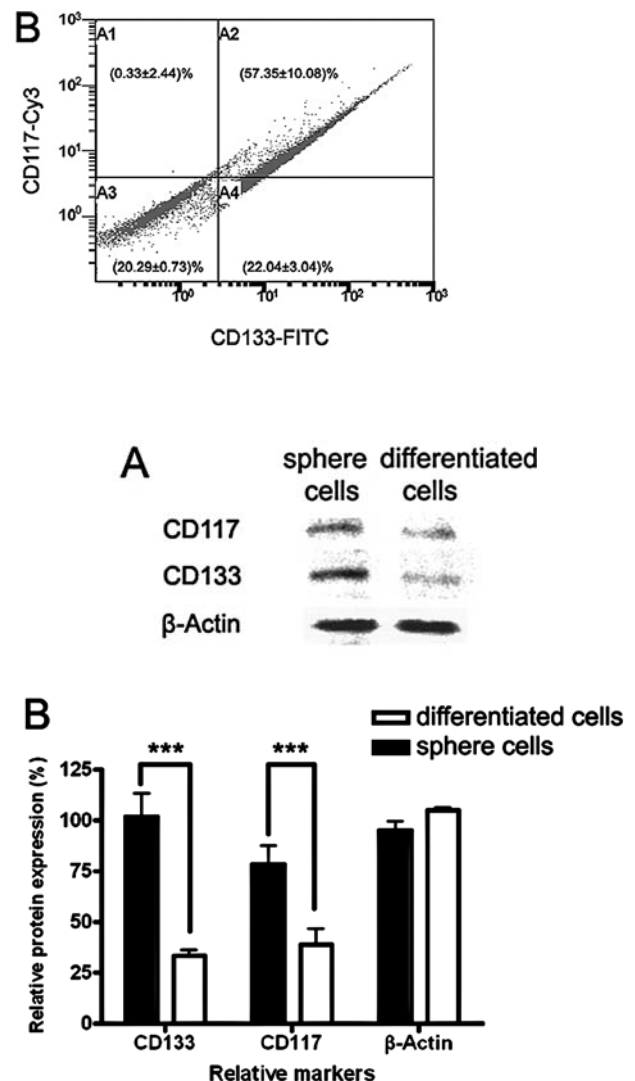 B
A1
A2
(0.33±2.44)%
(57.35±10.08)%
A3
A4
(20.29±0.73)%
(22.04±3.04)%
10³
10²
10¹
10⁰
CD117-Cy3
10⁰
10¹
10²
10³
CD133-FITC
A
sphere cells
differentiated cells
CD117
CD133
β-Actin
B
differentiated cells
sphere cells
***
***
125
100
75
50
25
0
Relative protein expression (%)
CD133
CD117
β-Actin
Relative markers